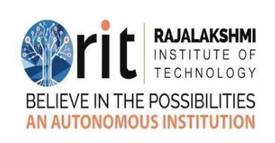 rit
RAJALAKSHMI
INSTITUTE OF
TECHNOLOGY
BELIEVE IN THE POSSIBILITIES
AN AUTONOMOUS INSTITUTION